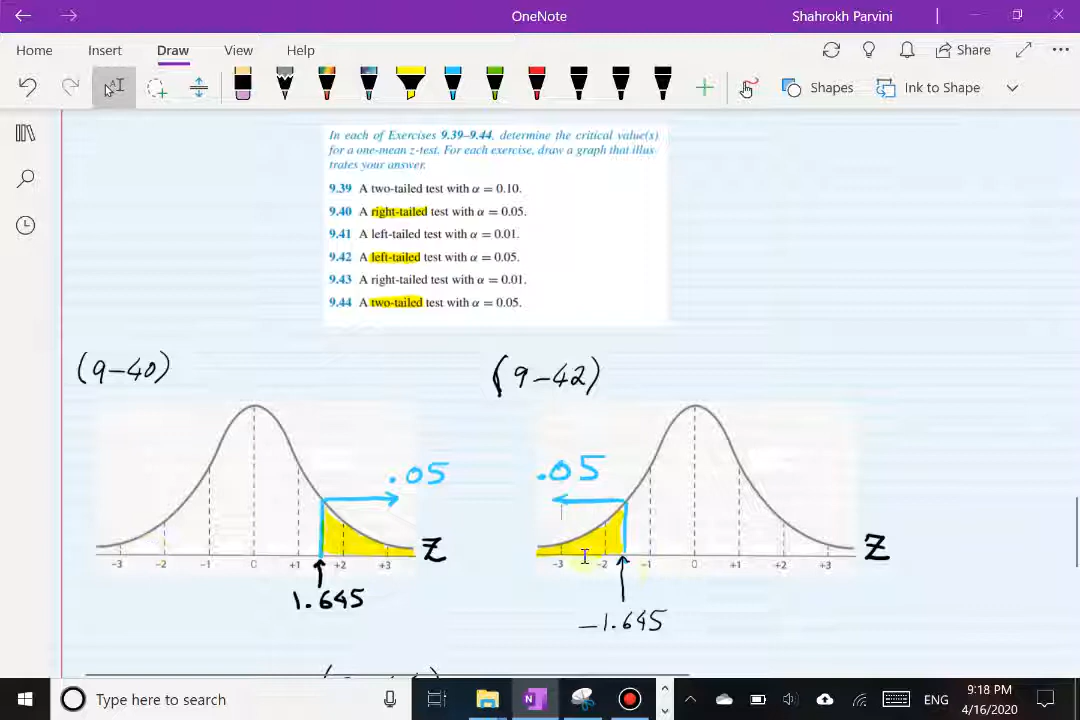 OneNote
Shahrokh Parvini
Home Insert Draw View Help
Share
Shapes
Ink to Shape
In each of Exercises 9.39–9.44, determine the critical value(s)
for a one-mean z-test. For each exercise, draw a graph that illus-
trates your answer.
9.39 A two-tailed test with α = 0.10.
9.40 A right-tailed test with α = 0.05.
9.41 A left-tailed test with α = 0.01.
9.42 A left-tailed test with α = 0.05.
9.43 A right-tailed test with α = 0.01.
9.44 A two-tailed test with α = 0.05.
(9-40)
(9-42)
.05
.05
Z
Z
-3 -2 -1 0 +1 +2 +3
-3 -2 -1 0 +1 +2 +3
1.645
-1.645
Type here to search
ENG
9:18 PM
4/16/2020